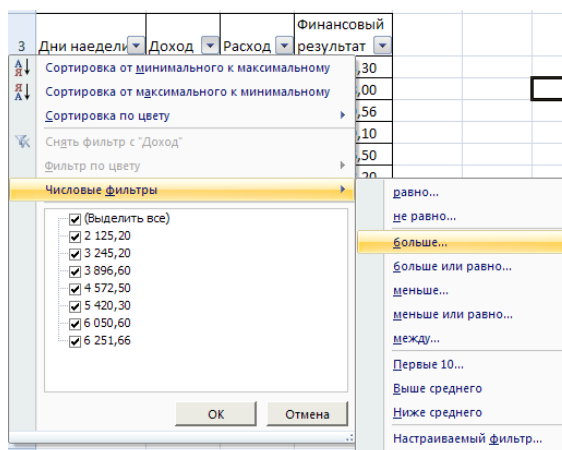 Финансовый
3 Дни наедели Доход Расход результат
Сортировка от минимального к максимальному ,30
Сортировка от максимального к минимальному ,00
Сортировка по цвету ,56
Снять фильтр с "Доход" ,10
Фильтр по цвету ,50
Числовые фильтры
(Выделить все)
2 125,20
3 245,20
3 896,60
4 572,50
5 420,30
6 050,60
6 251,66
ОК Отмена
равно...
не равно...
больше...
больше или равно...
меньше...
меньше или равно...
между...
Первые 10...
Выше среднего
Ниже среднего
Настраиваемый фильтр...